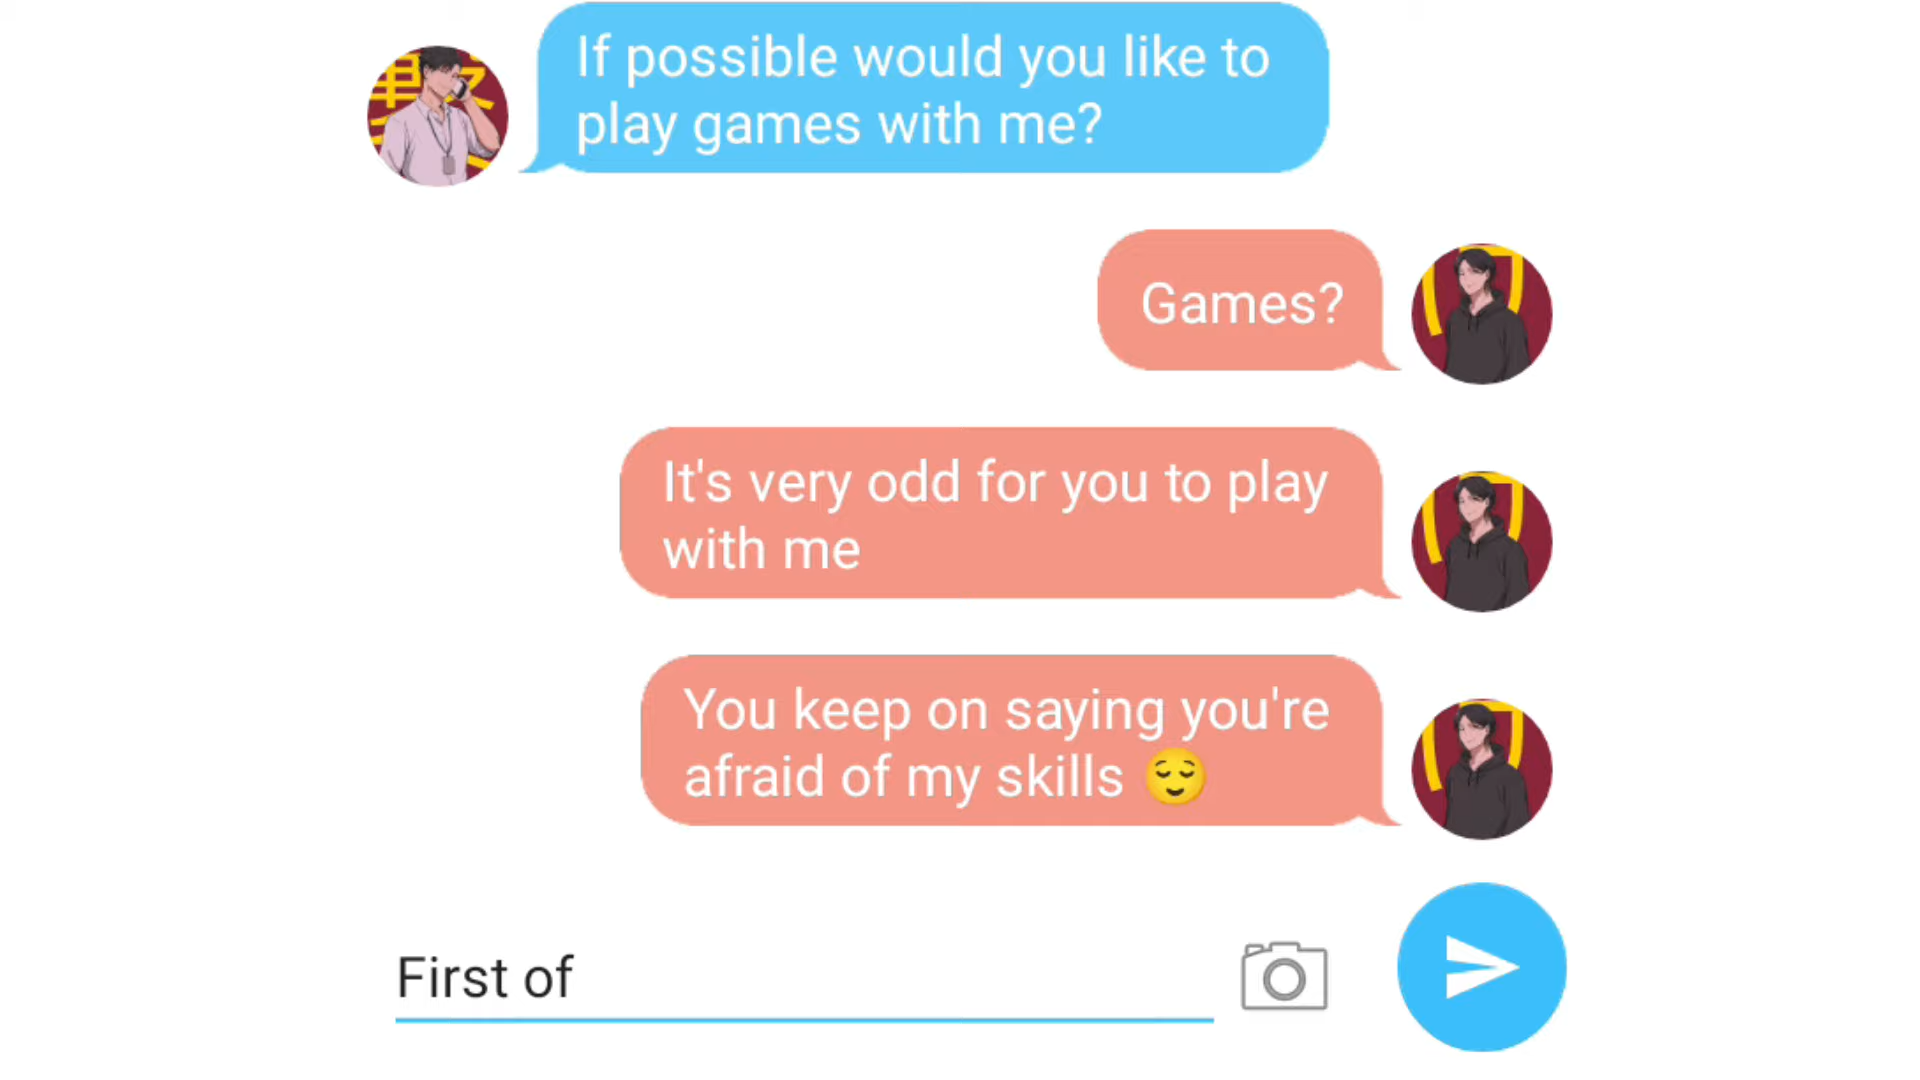 If possible would you like to
play games with me?
Games?
It's very odd for you to play
with me
You keep on saying you're
afraid of my skills 😌
First of